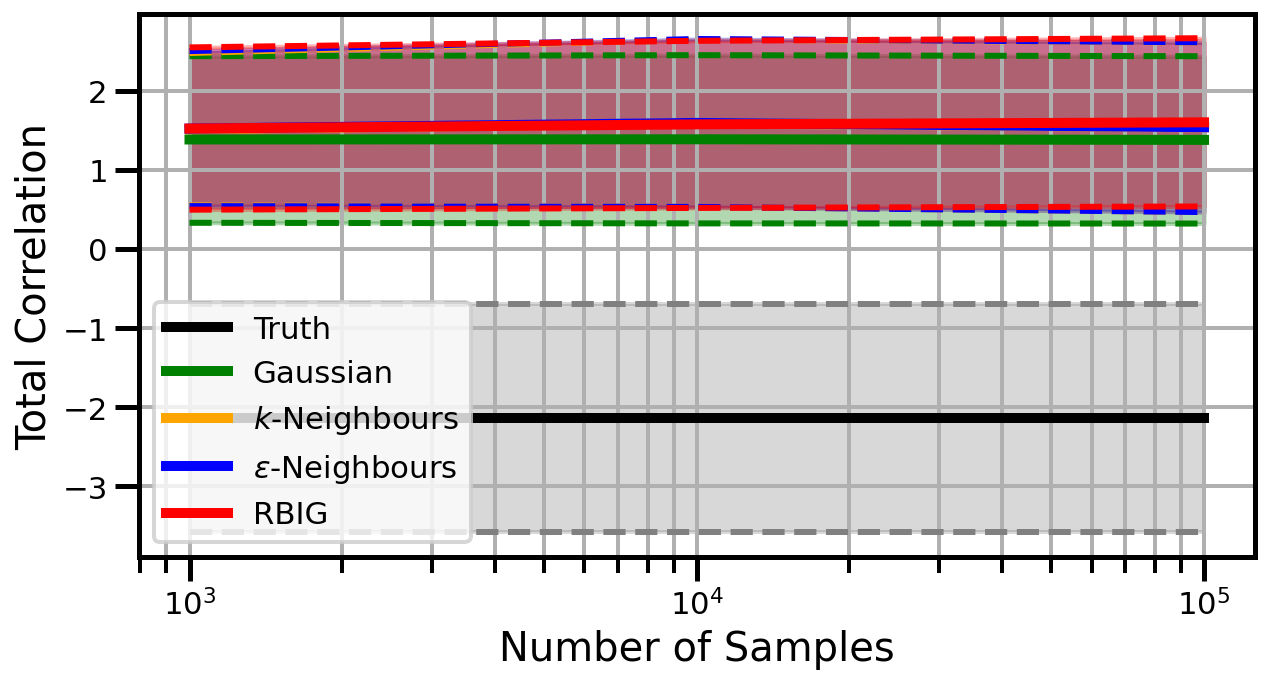 Total Correlation
2
1
0
−1
−2
−3
Truth
Gaussian
k-Neighbours
ε-Neighbours
RBIG
10³
10⁴
10⁵
Number of Samples